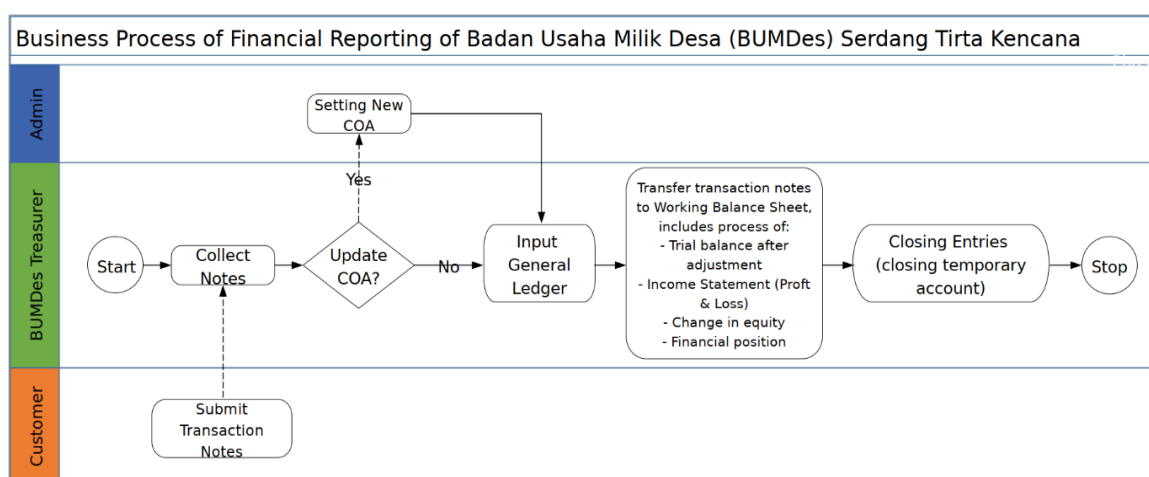 Business Process of Financial Reporting of Badan Usaha Milik Desa (BUMDes) Serdang Tirta Kencana
Admin
Setting New
COA
Yes
BUMDes Treasurer
Start
Collect
Notes
Update
COA?
No
Input
General
Ledger
Transfer transaction notes
to Working Balance Sheet,
includes process of:
- Trial balance after
adjustment
- Income Statement (Proft
& Loss)
- Change in equity
- Financial position
Closing Entries
(closing temporary
account)
Stop
Customer
Submit
Transaction
Notes